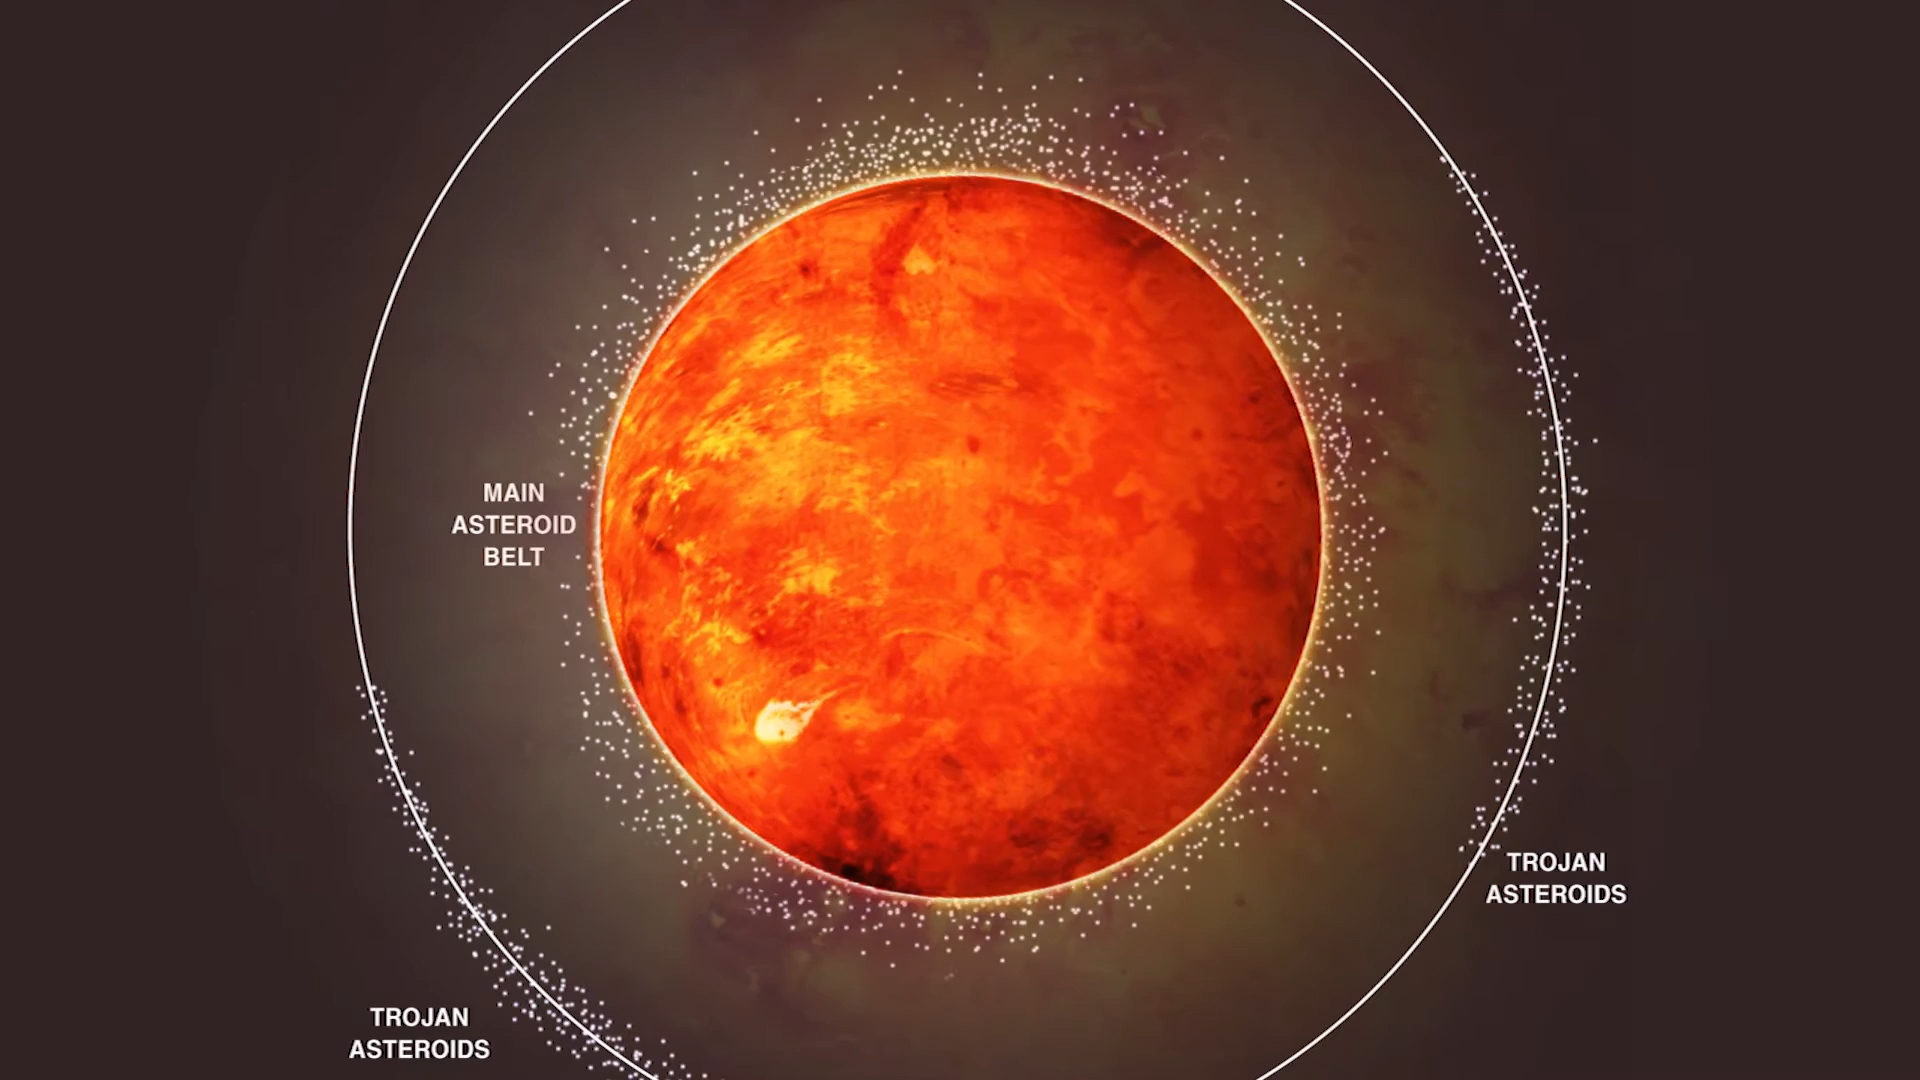 MAIN
ASTEROID
BELT
TROJAN
ASTEROIDS
TROJAN
ASTEROIDS